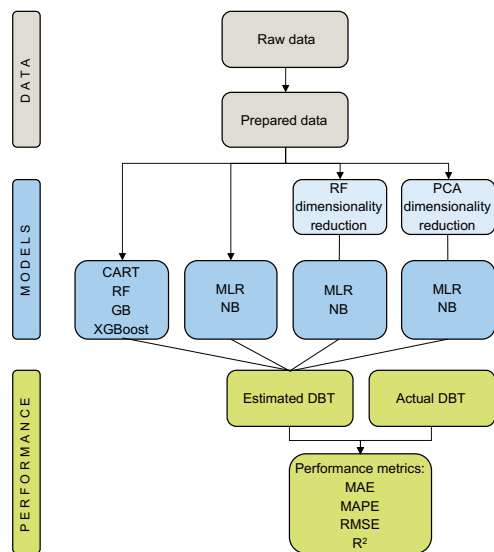 DATA
Raw data
Prepared data
MODELS
RF
dimensionality
reduction
PCA
dimensionality
reduction
CART
RF
GB
XGBoost
MLR
NB
MLR
NB
MLR
NB
PERFORMANCE
Estimated DBT
Actual DBT
Performance metrics:
MAE
MAPE
RMSE
R²